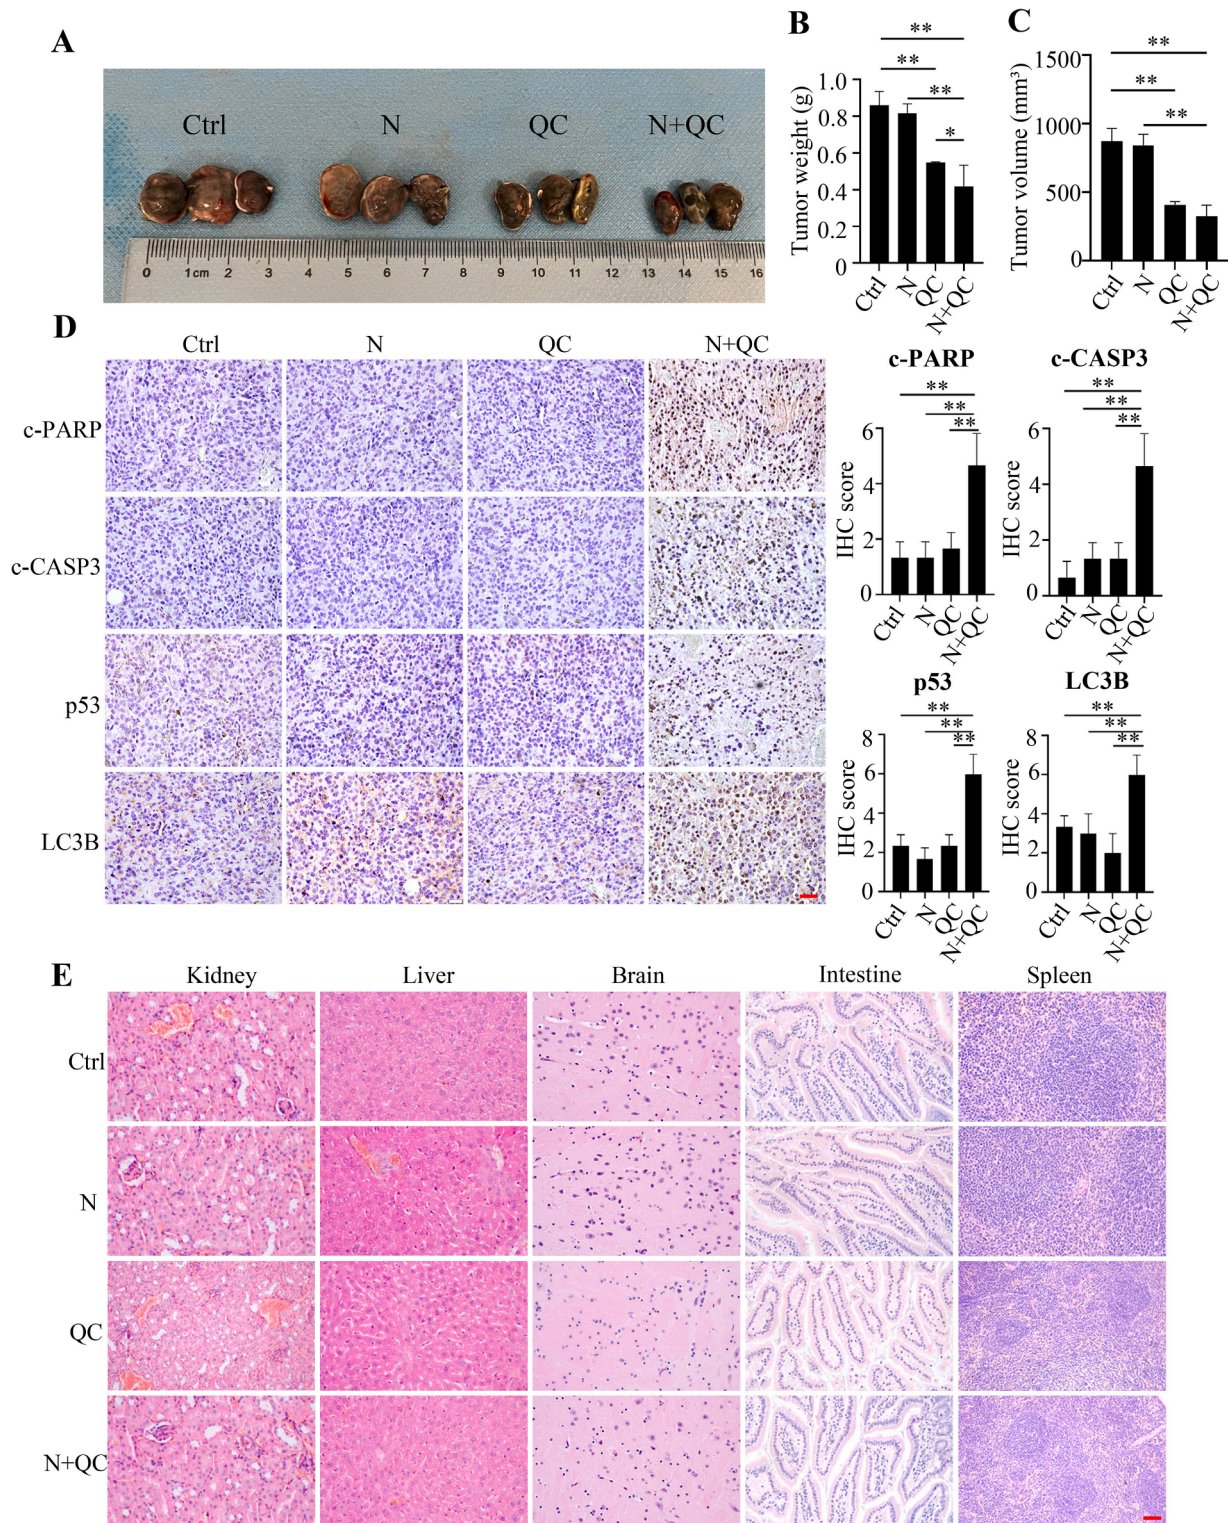 A
Ctrl N QC N+QC
0 1cm 2 3 4 5 6 7 8 9 10 11 12 13 14 15 16
B
** 
**
**
*
Tumor weight (g)
1.0
0.8
0.6
0.4
0.2
0
Ctrl N QC N+QC
C
**
**
**
Tumor volume (mm³)
1500
1000
500
0
Ctrl N QC N+QC
D
Ctrl N QC N+QC
c-PARP
c-CASP3
p53
LC3B
c-PARP
**
**
**
IHC score
6
4
2
0
Ctrl N QC N+QC
c-CASP3
**
**
**
IHC score
6
4
2
0
Ctrl N QC N+QC
p53
**
**
**
IHC score
8
6
4
2
0
Ctrl N QC N+QC
LC3B
**
**
**
IHC score
8
6
4
2
0
Ctrl N QC N+QC
E
Kidney Liver Brain Intestine Spleen
Ctrl
N
QC
N+QC